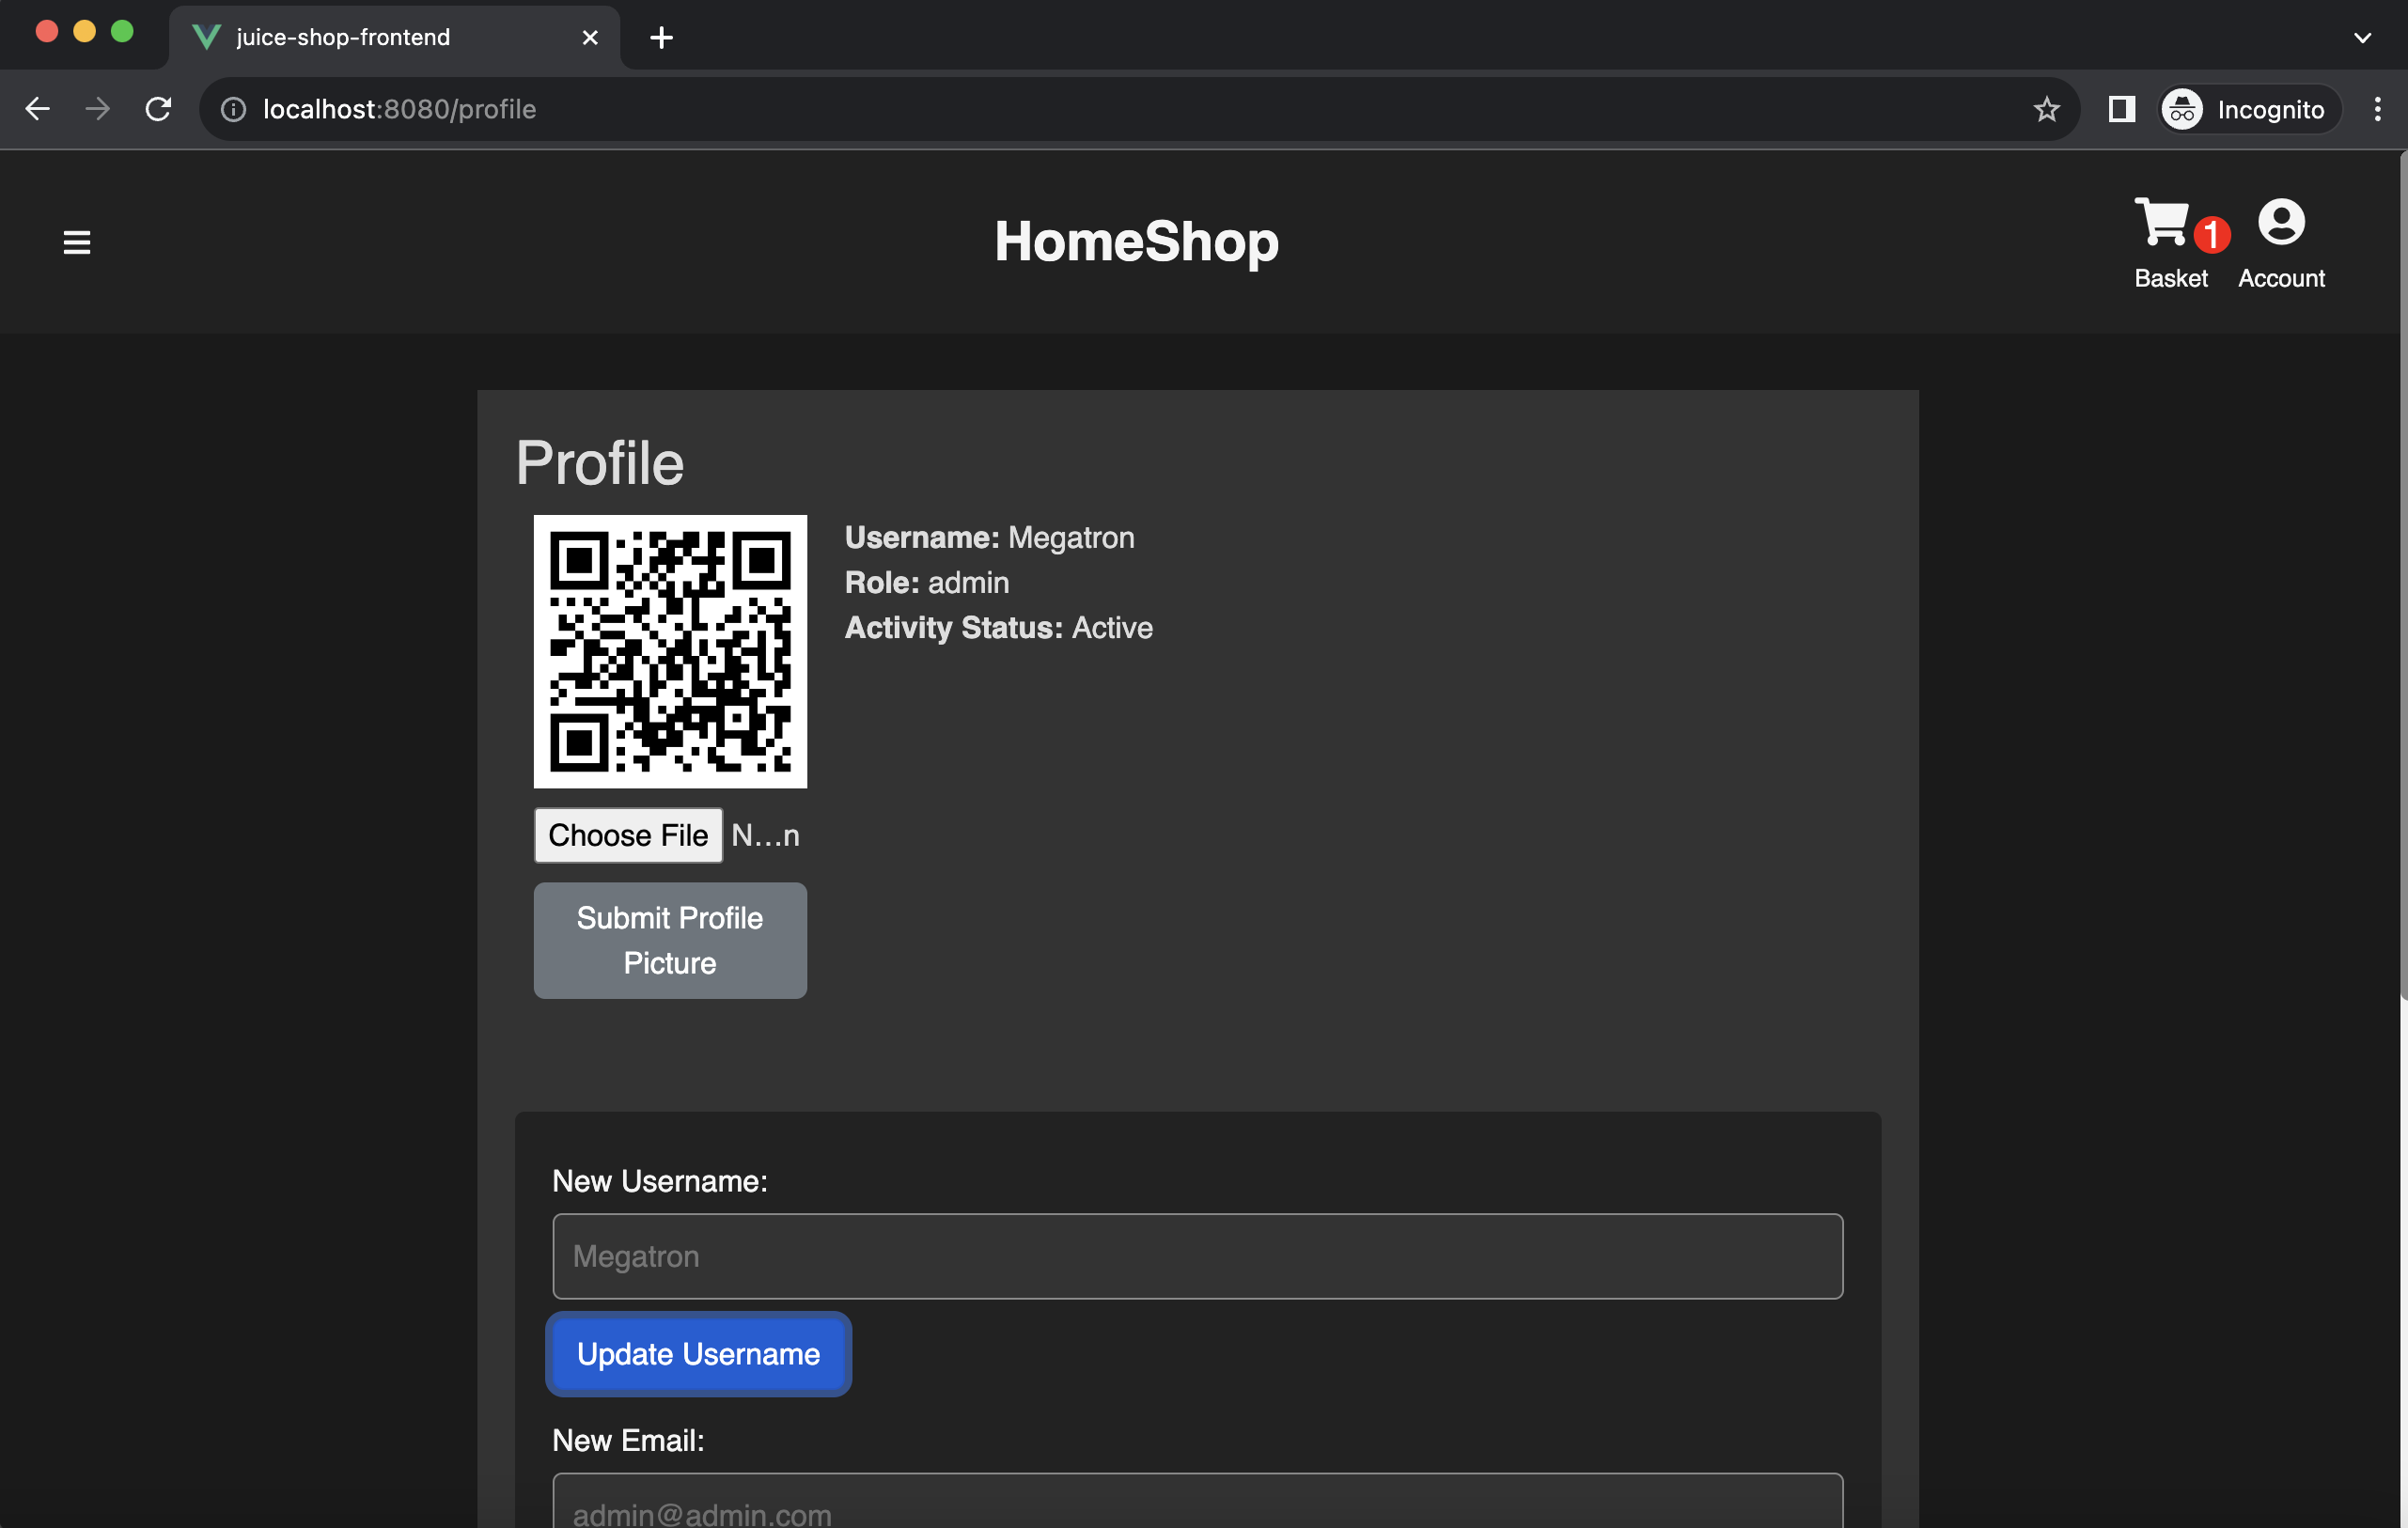 juice-shop-frontend
localhost:8080/profile
Incognito
HomeShop
1
Basket
Account
Profile
Username: Megatron
Role: admin
Activity Status: Active
Choose File N...n
Submit Profile
Picture
New Username:
Megatron
Update Username
New Email:
admin@admin.com